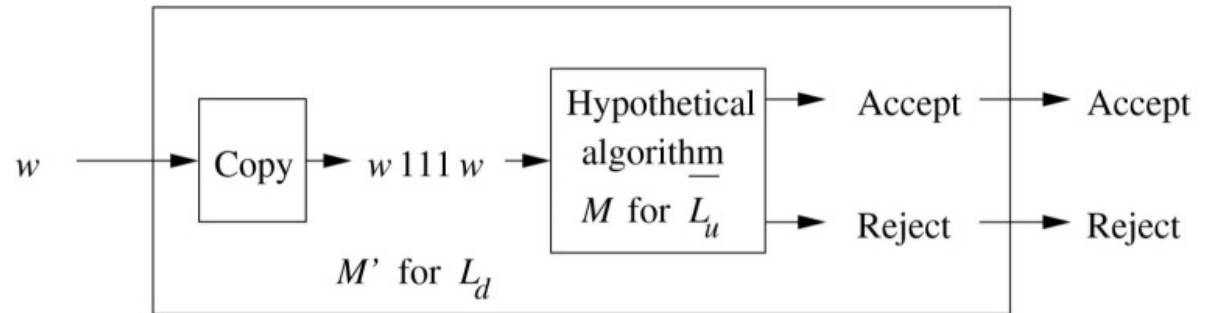 Hypothetical
Accept
Accept
algorithm
w
Copy
w 111 w
M for L̅u
Reject
Reject
M’ for Ld